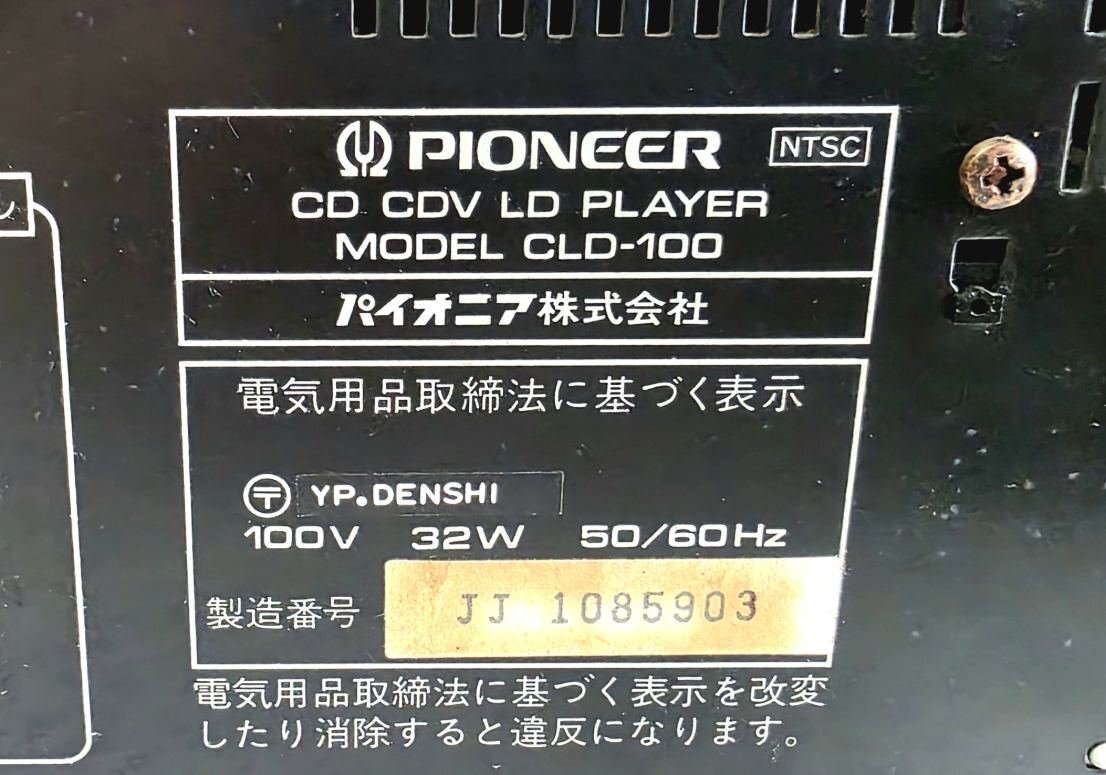 PIONEER NTSC
CD CDV LD PLAYER
MODEL CLD-100
パイオニア株式会社
電気用品取締法に基づく表示
〒 YP.DENSHI
100V 32W 50/60Hz
製造番号 JJ 1085903
電気用品取締法に基づく表示を改変
したり消除すると違反になります。